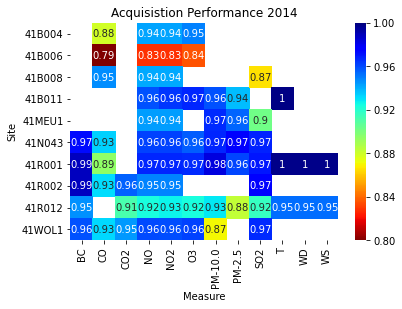 Acquisistion Performance 2014
41B004 0.88 0.94 0.94 0.95
41B006 0.79 0.83 0.83 0.84
41B008 0.95 0.94 0.94 0.87
41B011 0.96 0.96 0.97 0.96 0.94 1
41MEU1 0.94 0.94 0.97 0.96 0.9
41N043 0.97 0.93 0.96 0.96 0.96 0.97 0.97 0.97
41R001 0.99 0.89 0.97 0.97 0.97 0.98 0.96 0.97 1 1 1
41R002 0.99 0.93 0.96 0.96 0.95 0.97
41R012 0.95 0.91 0.92 0.93 0.92 0.93 0.88 0.92 0.95 0.95 0.95
41WOL1 0.96 0.93 0.95 0.96 0.96 0.96 0.87 0.97
Site
BC CO CO2 NO NO2 O3 PM-10.0 PM-2.5 SO2 T WD WS
Measure
1.00
0.96
0.92
0.88
0.84
0.80